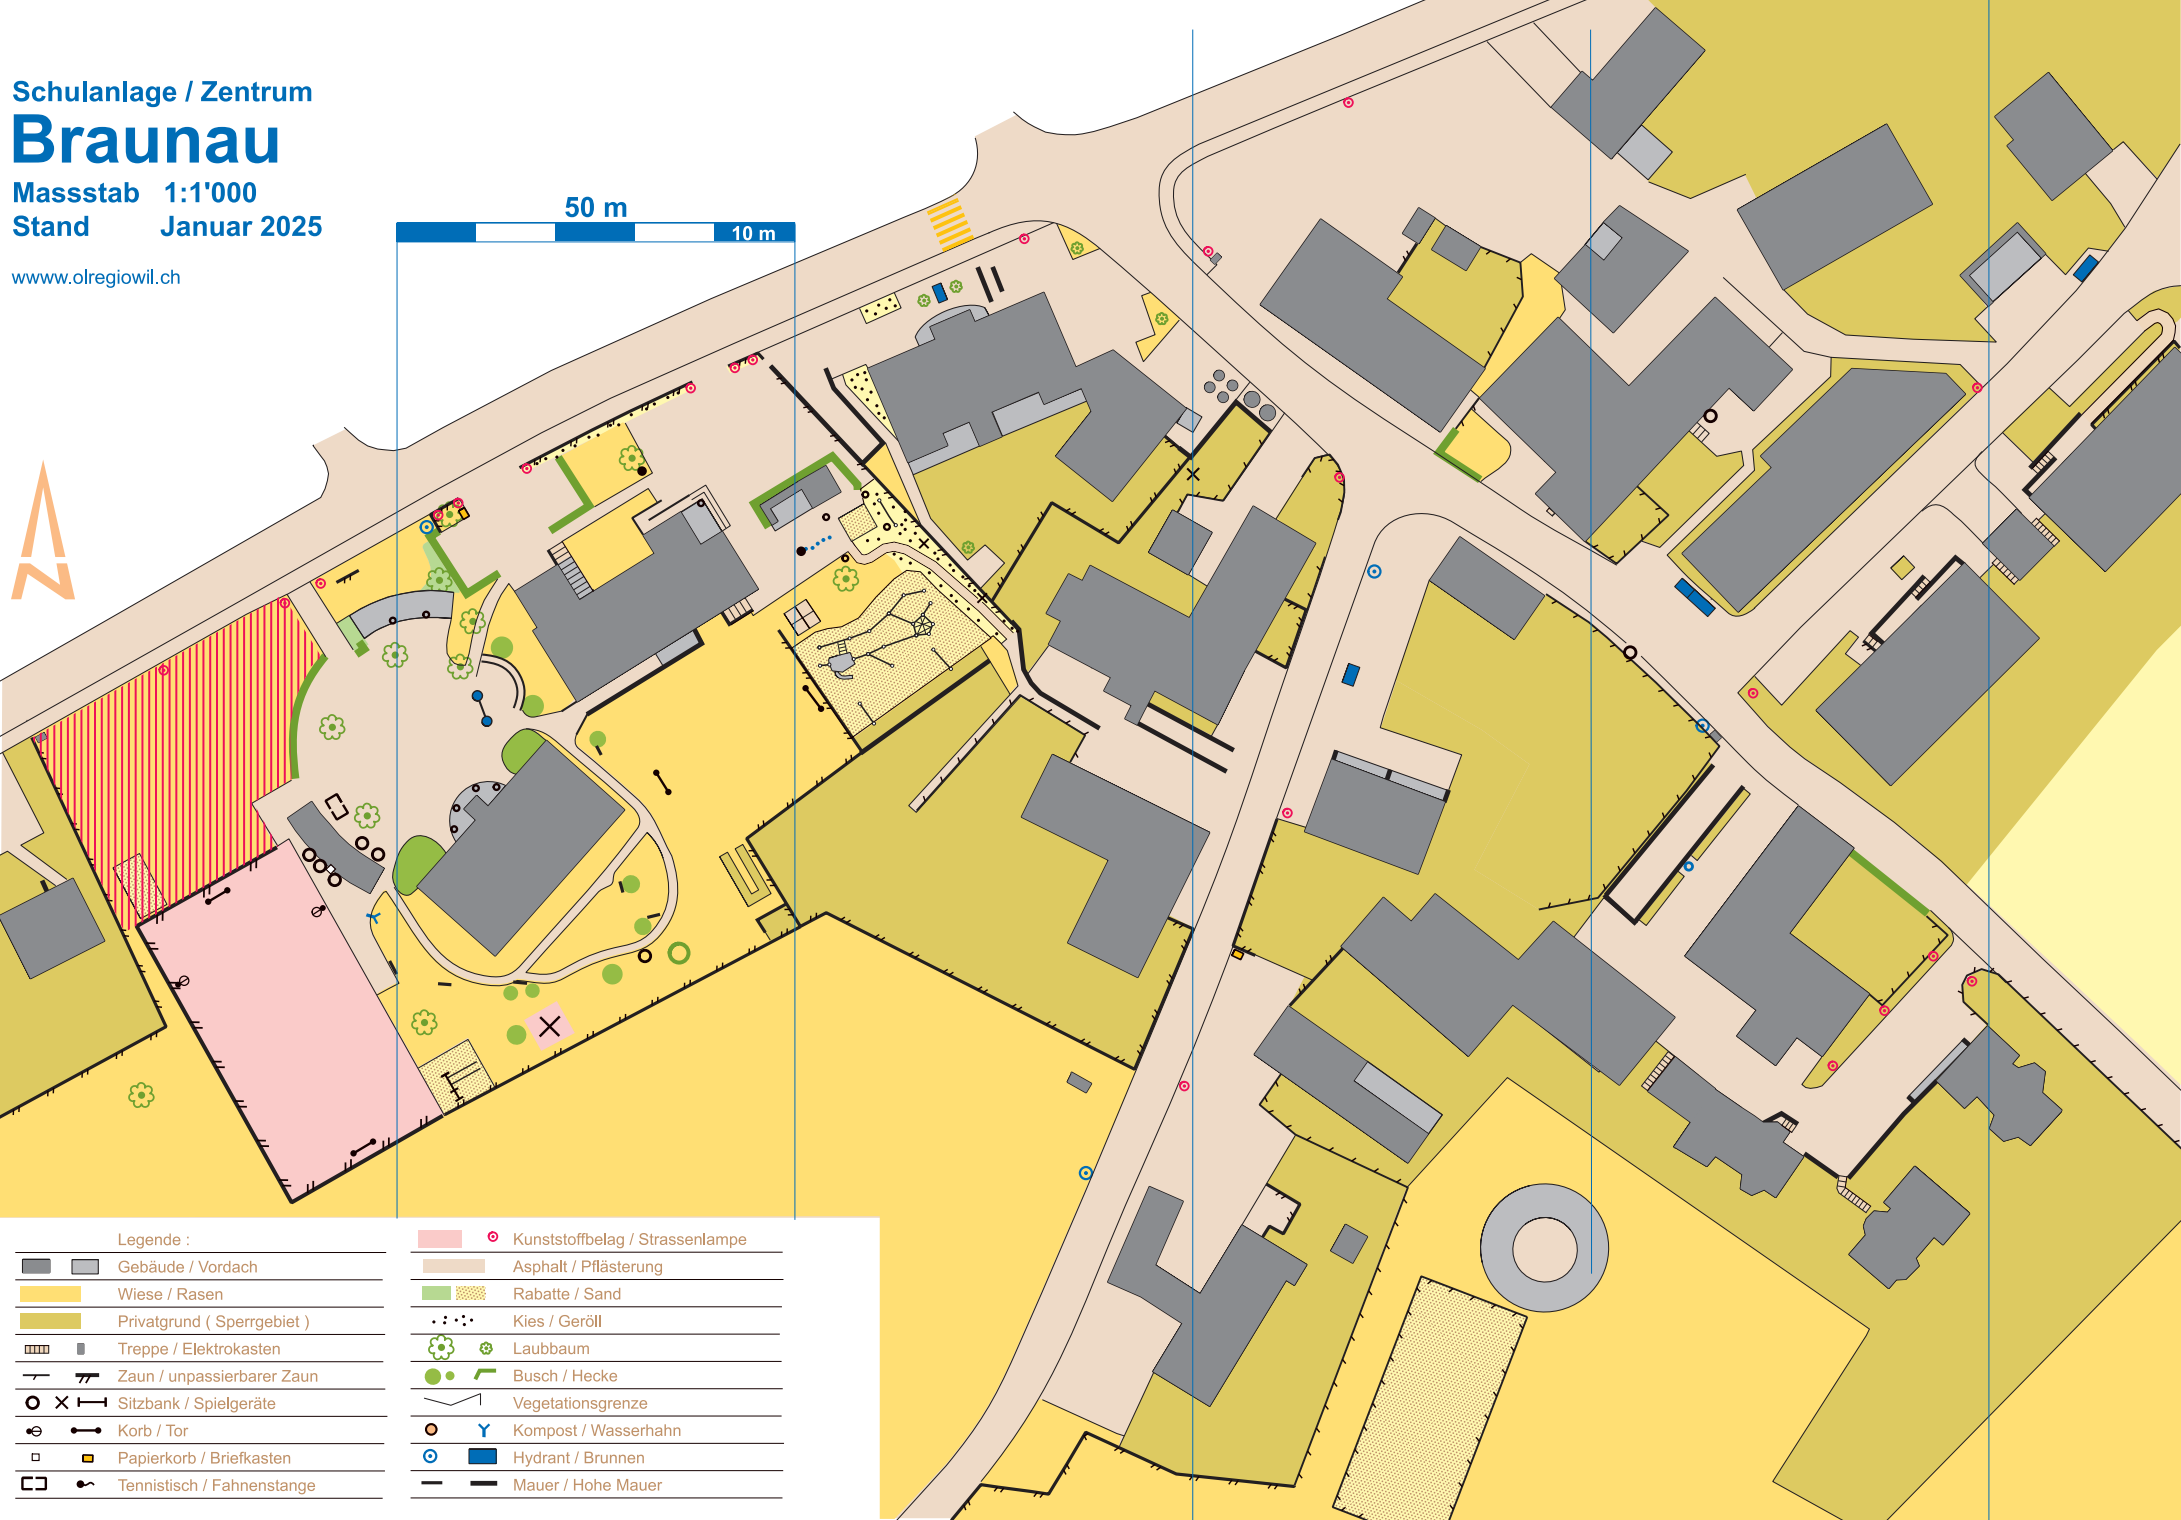 Schulanlage / Zentrum
Braunau
Massstab 1:1'000
Stand Januar 2025
wwww.olregiowil.ch
50 m
10 m
N
Legende :
Gebäude / Vordach
Wiese / Rasen
Privatgrund ( Sperrgebiet )
Treppe / Elektrokasten
Zaun / unpassierbarer Zaun
Sitzbank / Spielgeräte
Korb / Tor
Papierkorb / Briefkasten
Tennistisch / Fahnenstange
Kunststoffbelag / Strassenlampe
Asphalt / Pflästerung
Rabatte / Sand
Kies / Geröll
Laubbaum
Busch / Hecke
Vegetationsgrenze
Kompost / Wasserhahn
Hydrant / Brunnen
Mauer / Hohe Mauer